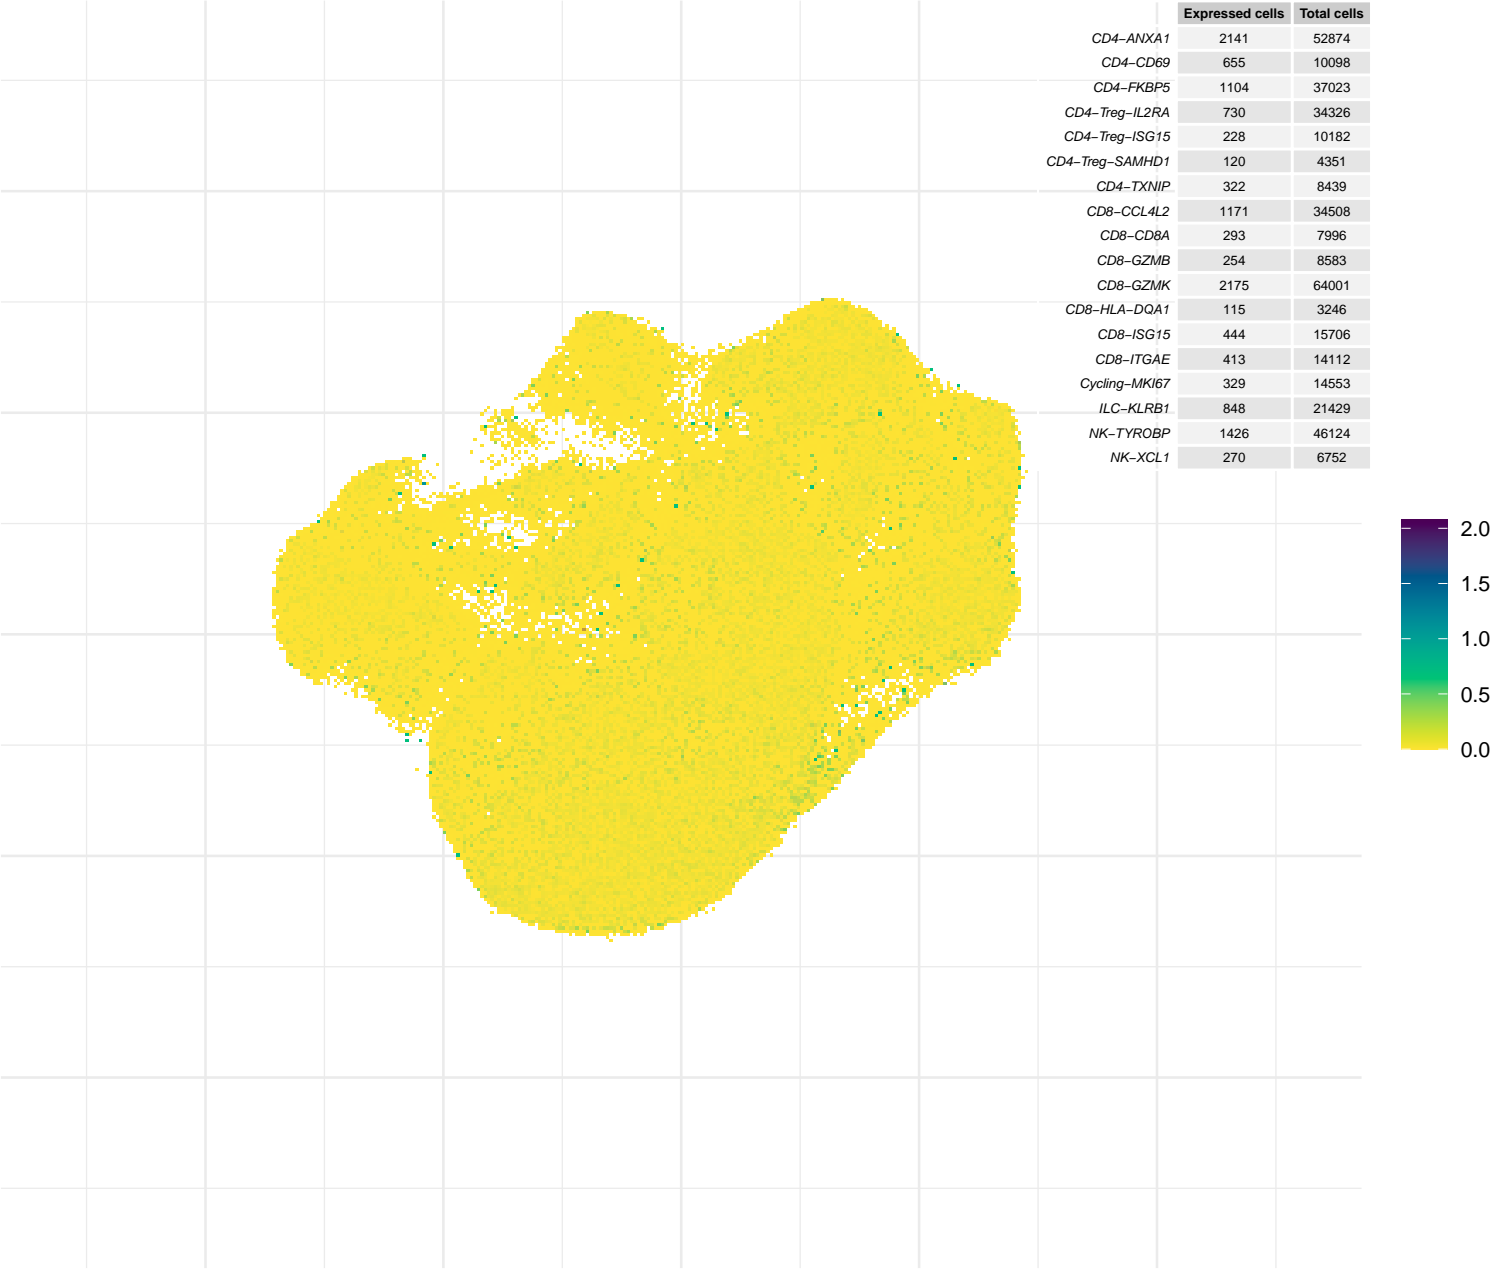 Expressed cells Total cells
CD4−ANXA1 2141 52874
CD4−CD69 655 10098
CD4−FKBP5 1104 37023
CD4−Treg−IL2RA 730 34326
CD4−Treg−ISG15 228 10182
CD4−Treg−SAMHD1 120 4351
CD4−TXNIP 322 8439
CD8−CCL4L2 1171 34508
CD8−CD8A 293 7996
CD8−GZMB 254 8583
CD8−GZMK 2175 64001
CD8−HLA−DQA1 115 3246
CD8−ISG15 444 15706
CD8−ITGAE 413 14112
Cycling−MKI67 329 14553
ILC−KLRB1 848 21429
NK−TYROBP 1426 46124
NK−XCL1 270 6752
2.0
1.5
1.0
0.5
0.0